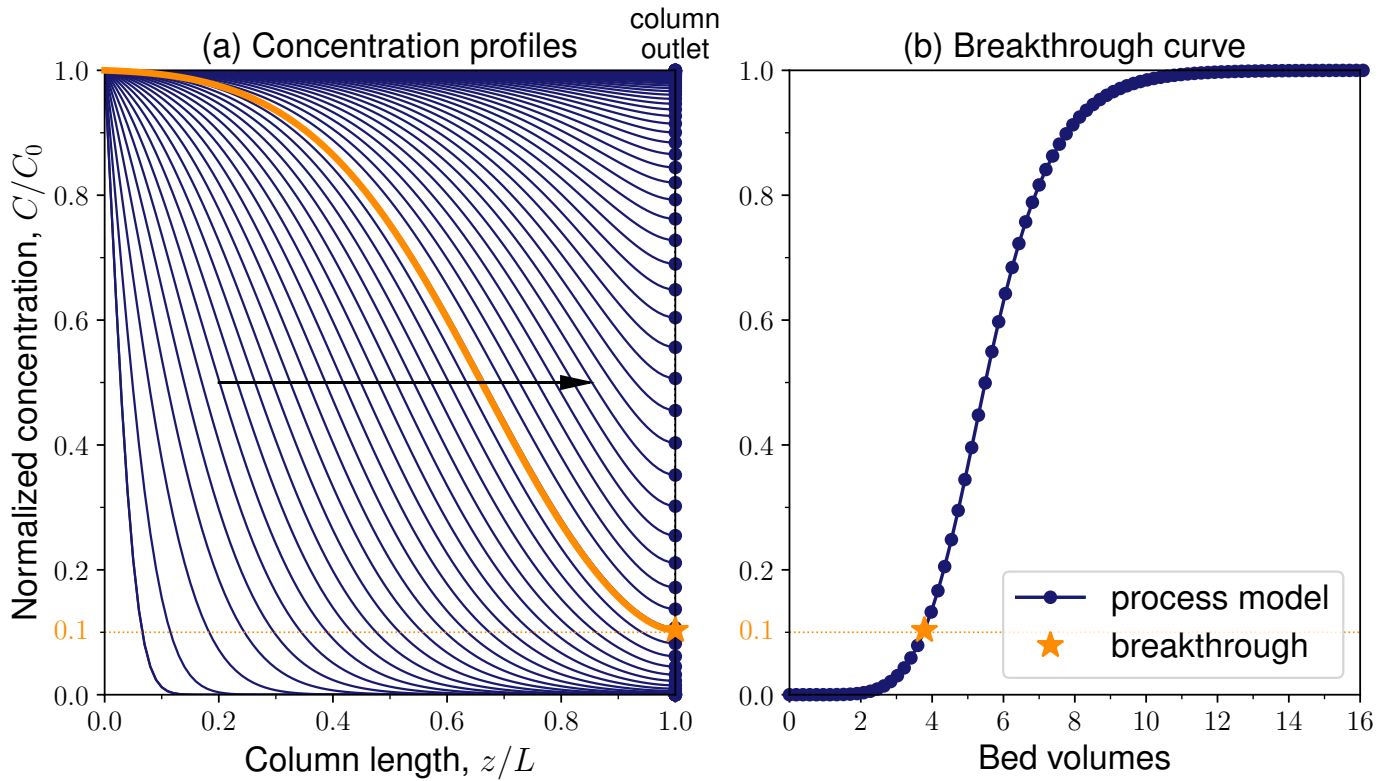 column
outlet
(a) Concentration profiles
(b) Breakthrough curve
Normalized concentration, C/C₀
1.0
0.8
0.6
0.4
0.2
0.1
0.0
0.0 0.2 0.4 0.6 0.8 1.0
Column length, z/L
1.0
0.8
0.6
0.4
0.2
0.1
0.0
0 2 4 6 8 10 12 14 16
Bed volumes
process model
breakthrough